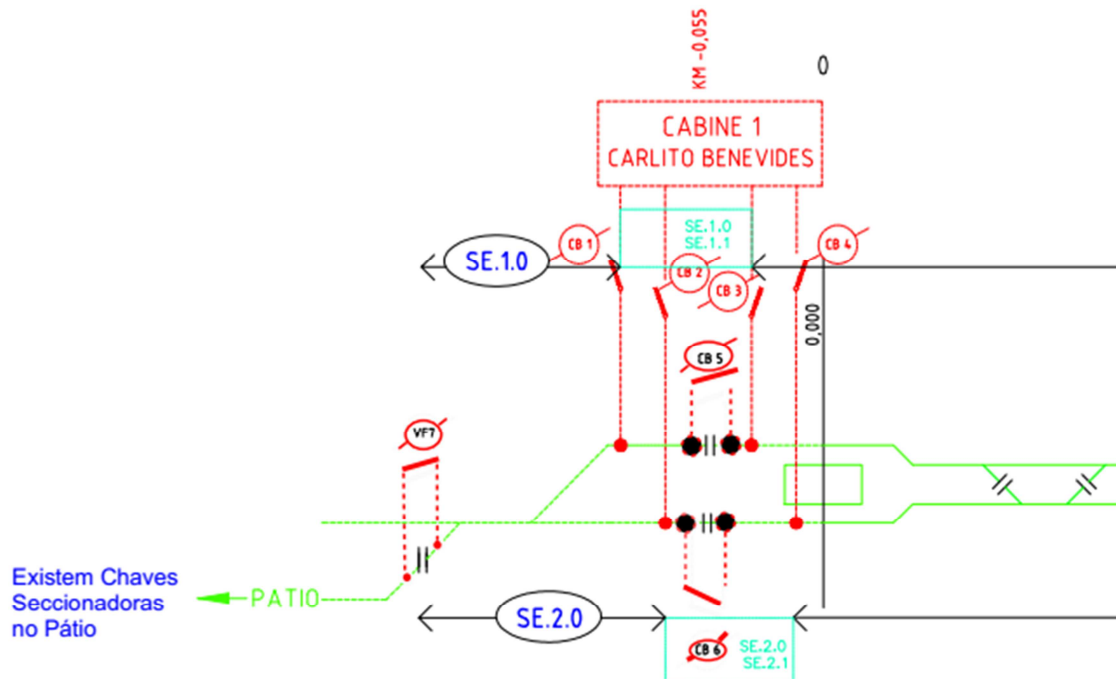 KM -0,055
0
CABINE 1
CARLITO BENEVIDES
SE.1.0
SE.1.1
CB 1
CB 4
SE.1.0
CB 2
CB 3
0,000
CB 5
VF7
Existem Chaves
Seccionadoras
no Pátio
PATIO
SE.2.0
CB 6
SE.2.0
SE.2.1